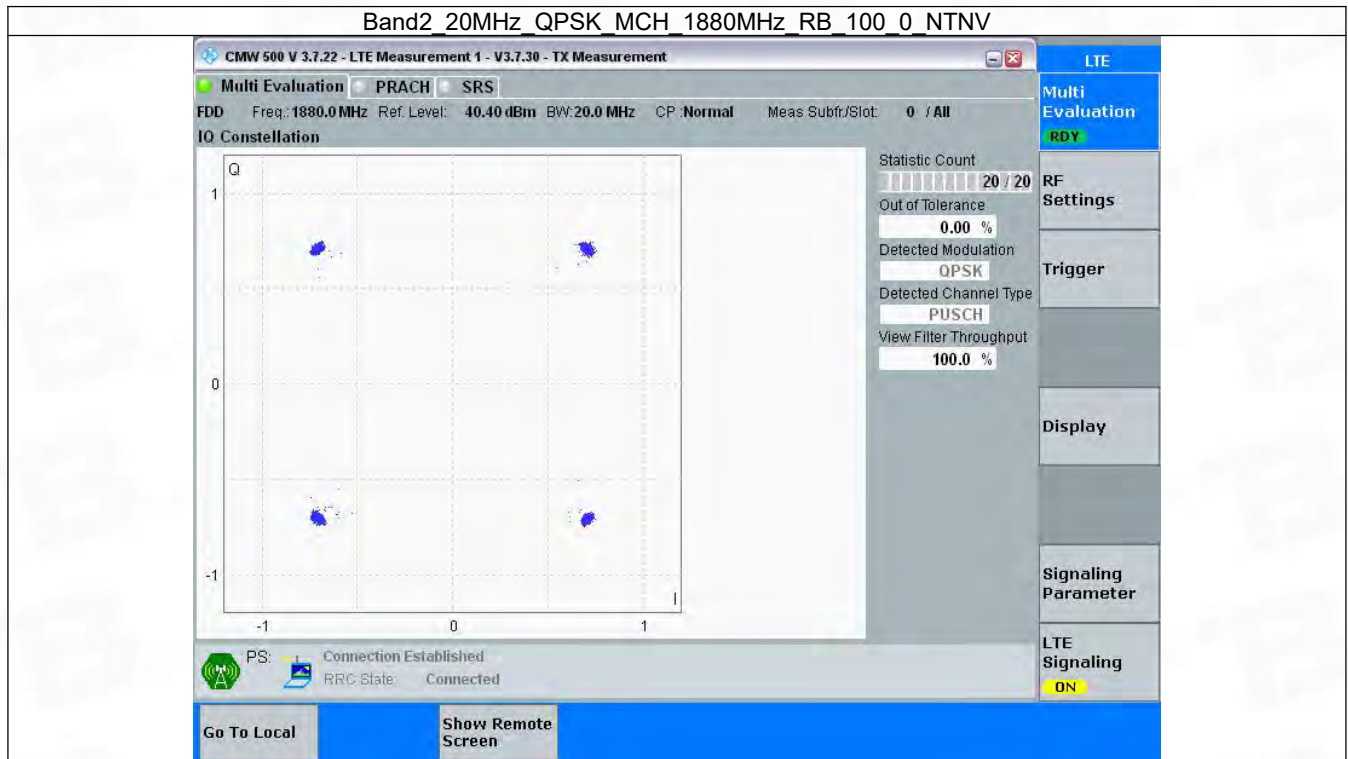 Band2_20MHz_QPSK_MCH_1880MHz_RB_100_0_NTNV
CMW 500 V 3.7.22 - LTE Measurement 1 - V3.7.30 - TX Measurement
LTE
Multi Evaluation PRACH SRS
FDD Freq.: 1880.0 MHz Ref. Level: 40.40 dBm BW: 20.0 MHz CP : Normal Meas Subfr./Slot: 0 / All
IQ Constellation
Q
1
0
-1
I
-1 0 1
Statistic Count
20 / 20
Out of Tolerance
0.00 %
Detected Modulation
QPSK
Detected Channel Type
PUSCH
View Filter Throughput
100.0 %
Multi
Evaluation
RDY
RF
Settings
Trigger
Display
Signaling
Parameter
LTE
Signaling
ON
PS: Connection Established
RRC State: Connected
Go To Local
Show Remote
Screen